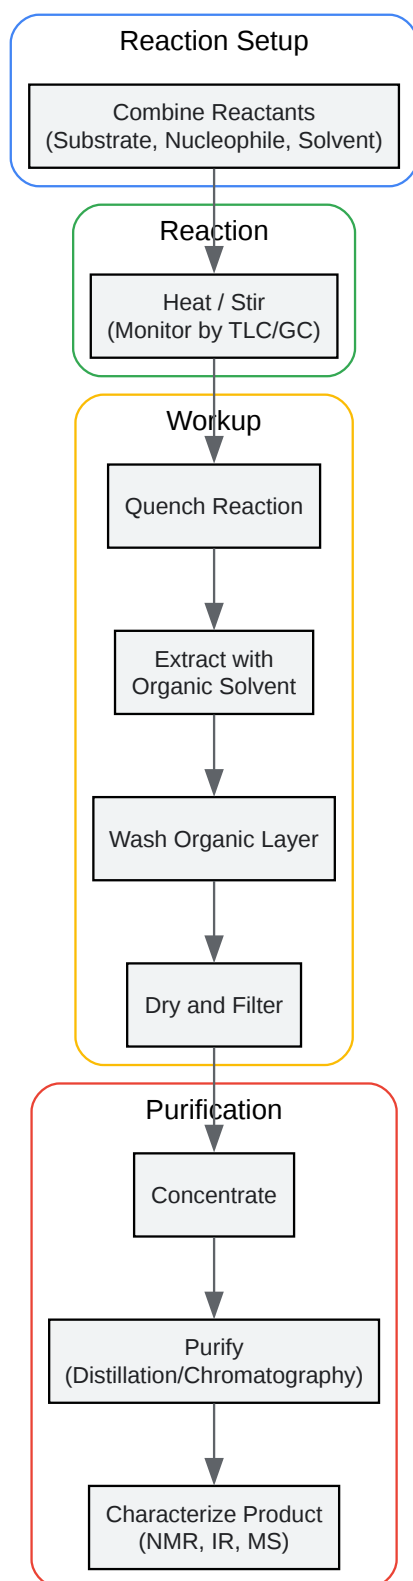 Reaction Setup
Combine Reactants
(Substrate, Nucleophile, Solvent)
Reaction
Heat / Stir
(Monitor by TLC/GC)
Workup
Quench Reaction
Extract with
Organic Solvent
Wash Organic Layer
Dry and Filter
Purification
Concentrate
Purify
(Distillation/Chromatography)
Characterize Product
(NMR, IR, MS)